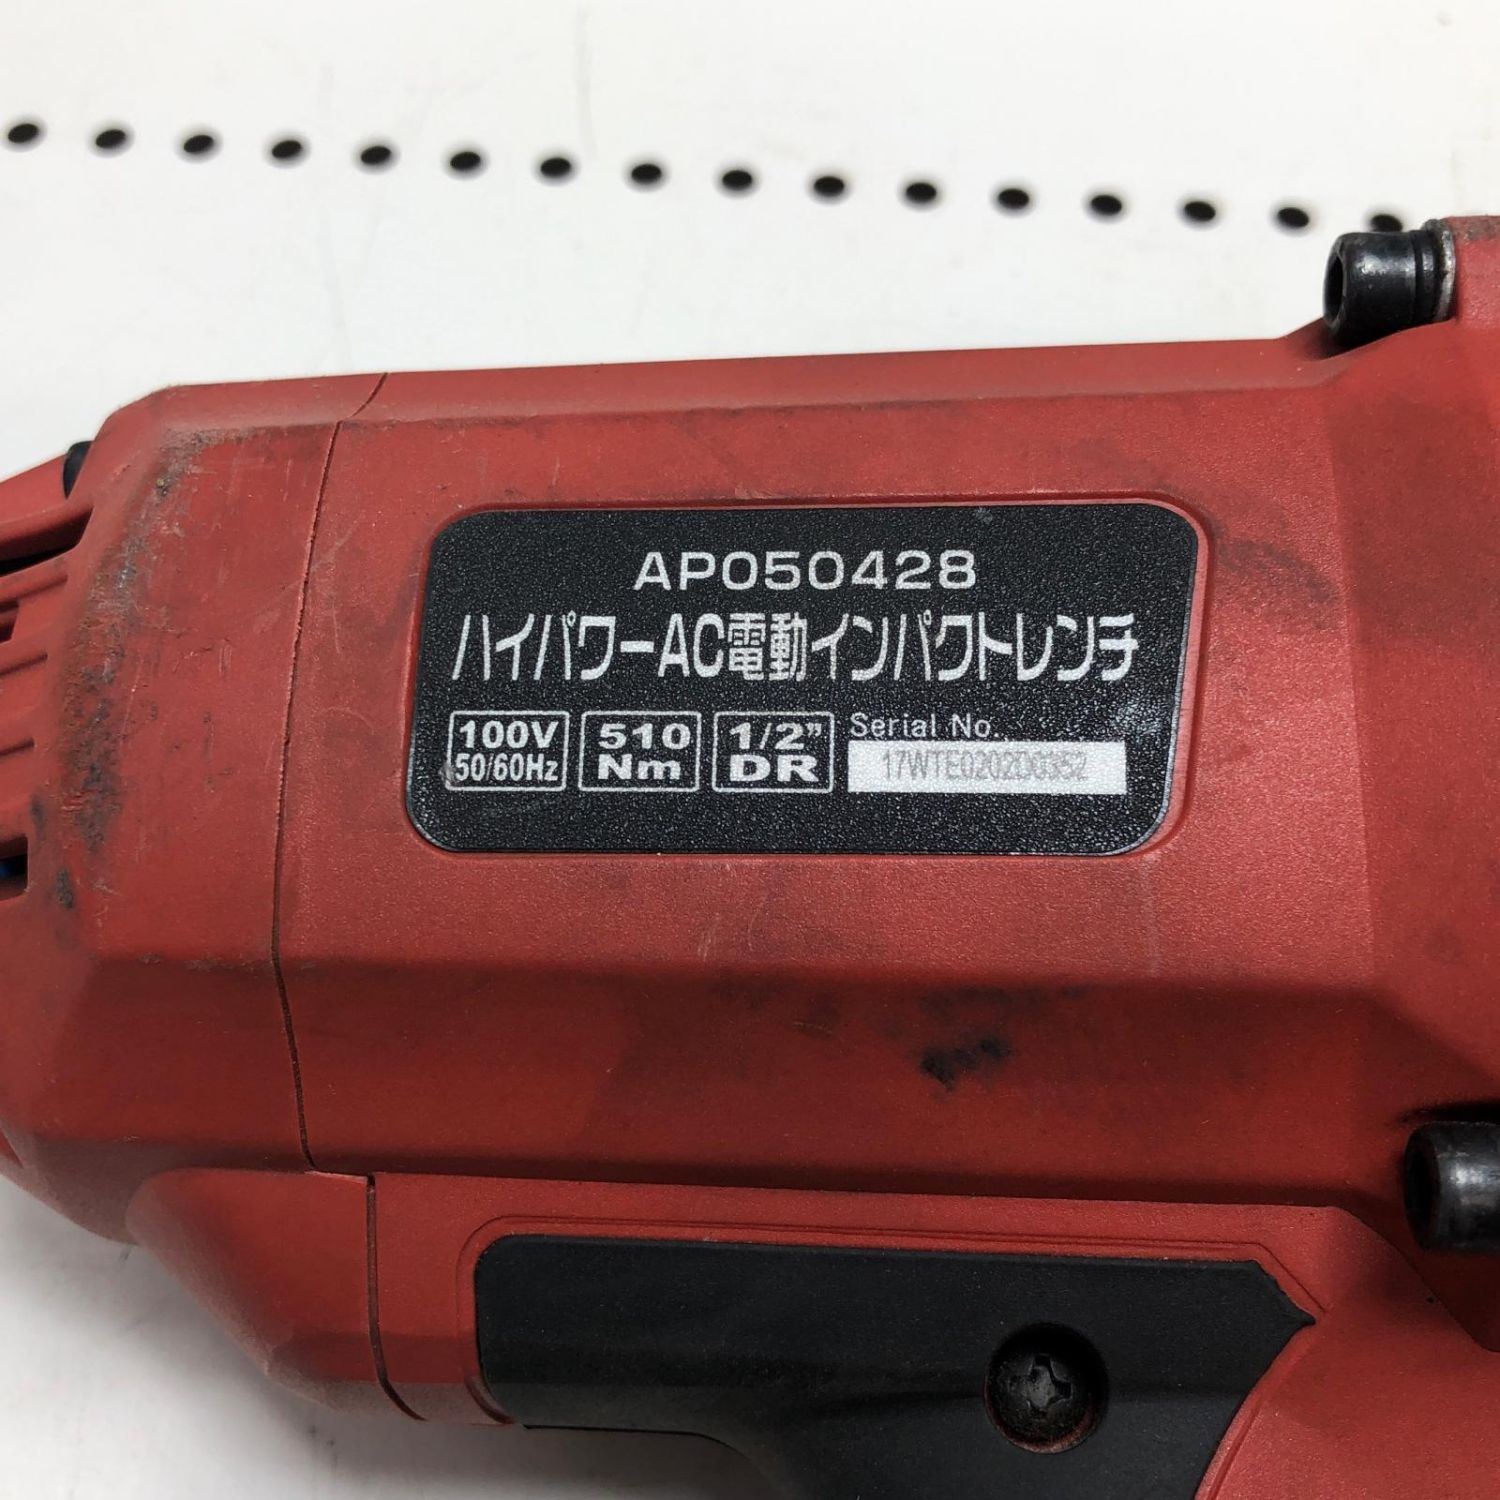 AP050428
ハイパワーAC電動インパクトレンチ
100V
50/60Hz
510
Nm
1/2"
DR
Serial No.
17WTE0202D0352